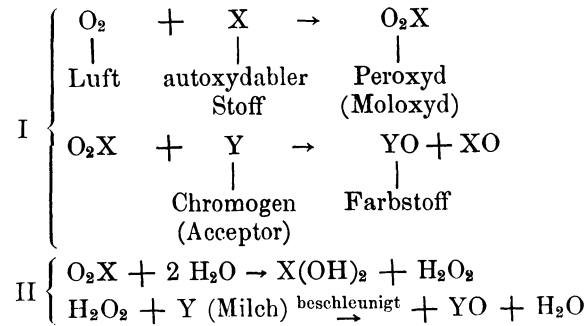 I
O₂ + X → O₂X
Luft autoxydabler Peroxyd
Stoff (Moloxyd)
O₂X + Y → YO + XO
Chromogen Farbstoff
(Acceptor)
II
O₂X + 2 H₂O → X(OH)₂ + H₂O₂
H₂O₂ + Y (Milch) beschleunigt → + YO + H₂O